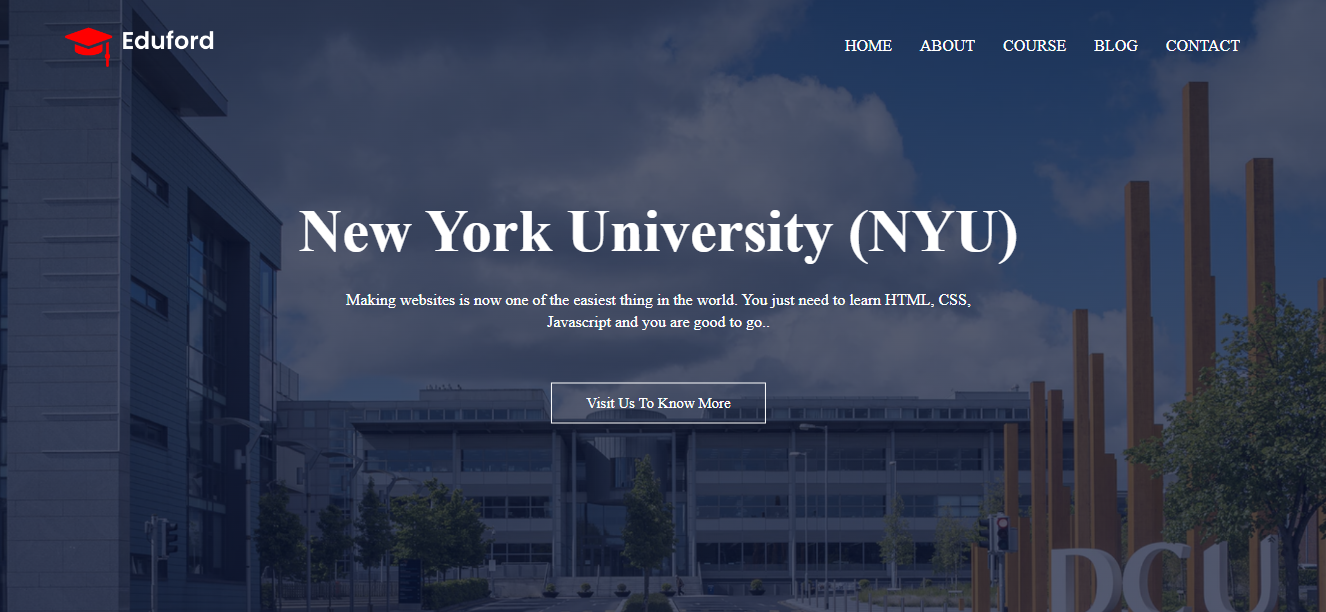 Eduford
HOME ABOUT COURSE BLOG CONTACT
New York University (NYU)
Making websites is now one of the easiest thing in the world. You just need to learn HTML, CSS,
Javascript and you are good to go..
Visit Us To Know More
DCU